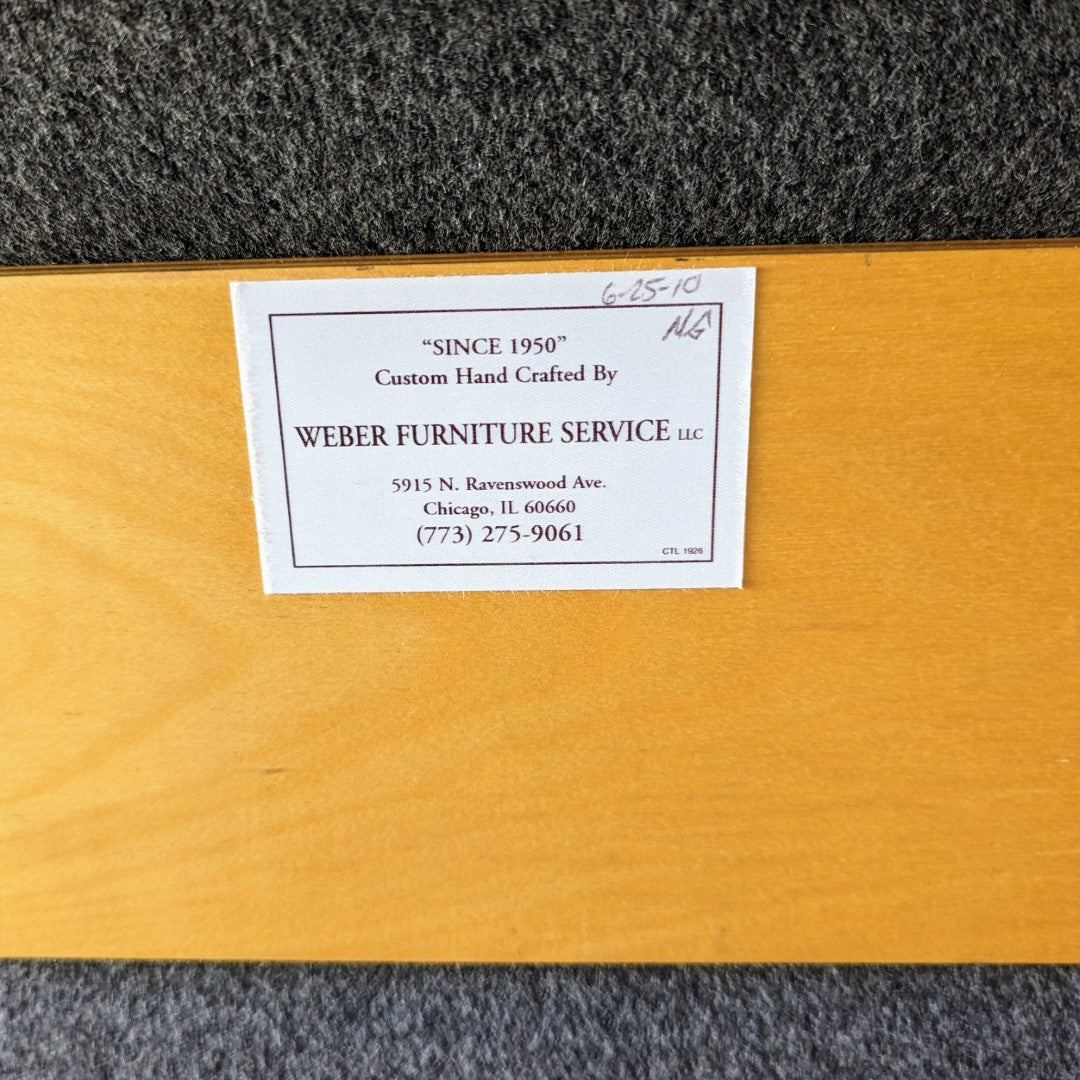 6-25-10
NG
“SINCE 1950”
Custom Hand Crafted By
WEBER FURNITURE SERVICE LLC
5915 N. Ravenswood Ave.
Chicago, IL 60660
(773) 275-9061
CTL 1926